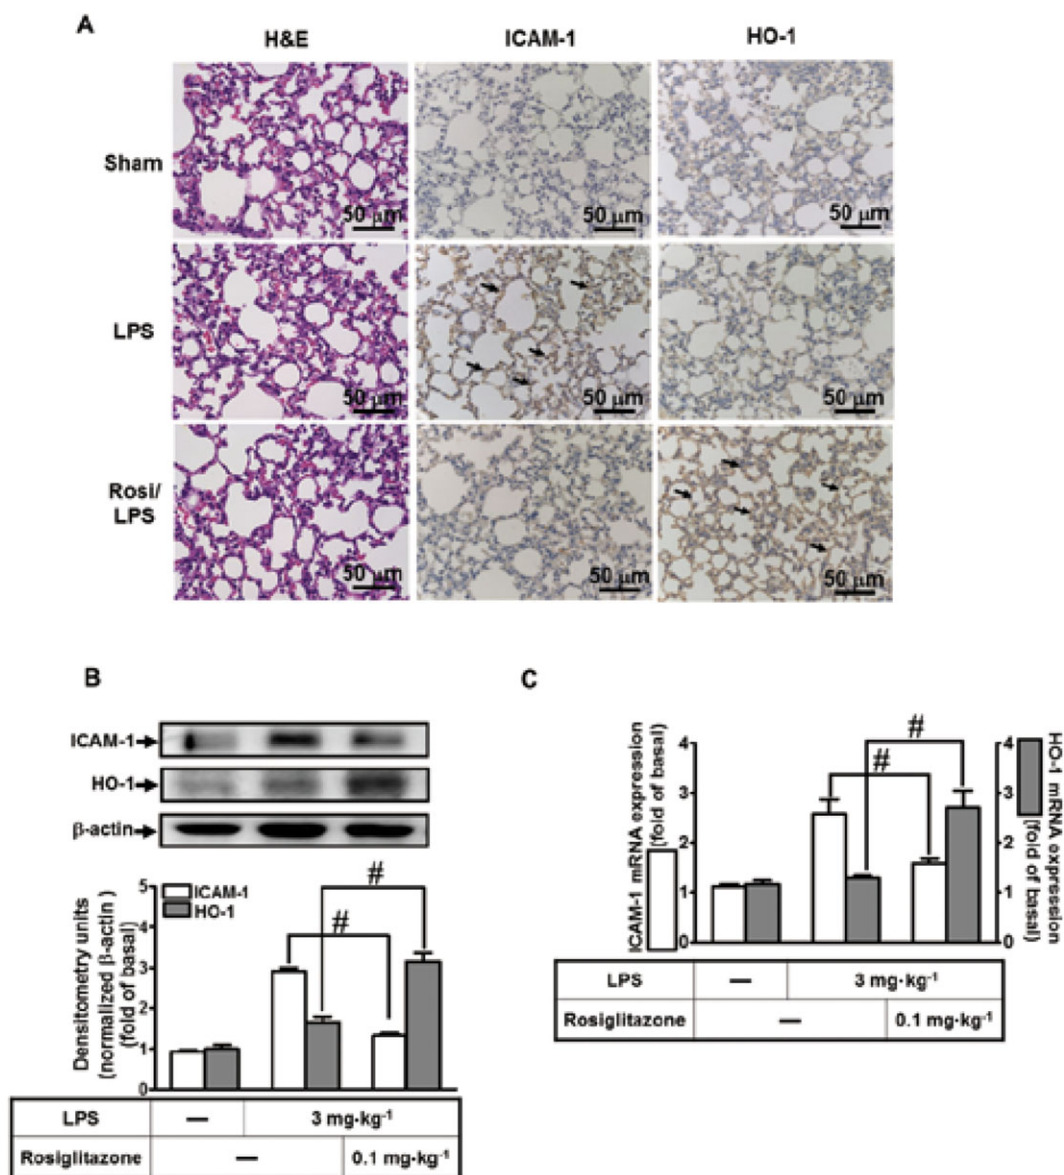 A
H&E ICAM-1 HO-1
Sham
50 μm 50 μm 50 μm
LPS
50 μm 50 μm 50 μm
Rosi/
LPS
50 μm 50 μm 50 μm
B
ICAM-1
HO-1
β-actin
Densitometry units
(normalized β-actin )
(fold of basal)
5
4
3
2
1
0
ICAM-1
HO-1
#
#
LPS — 3 mg·kg⁻¹
Rosiglitazone — 0.1 mg·kg⁻¹
C
ICAM-1 mRNA expression
(fold of basal)
4
3
2
1
0
#
#
4
3
2
1
0
HO-1 mRNA expression
(fold of basal)
LPS — 3 mg·kg⁻¹
Rosiglitazone — 0.1 mg·kg⁻¹